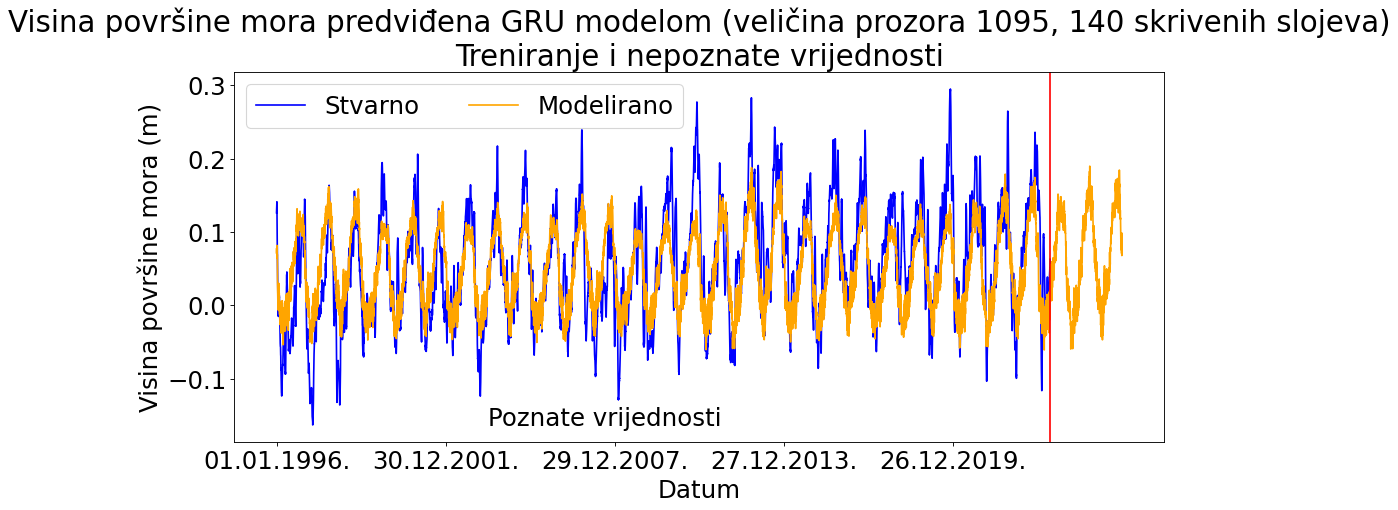 Visina površine mora predviđena GRU modelom (veličina prozora 1095, 140 skrivenih slojeva)
Treniranje i nepoznate vrijednosti
Stvarno
Modelirano
Visina površine mora (m)
0.3
0.2
0.1
0.0
−0.1
Poznate vrijednosti
01.01.1996.
30.12.2001.
29.12.2007.
27.12.2013.
26.12.2019.
Datum